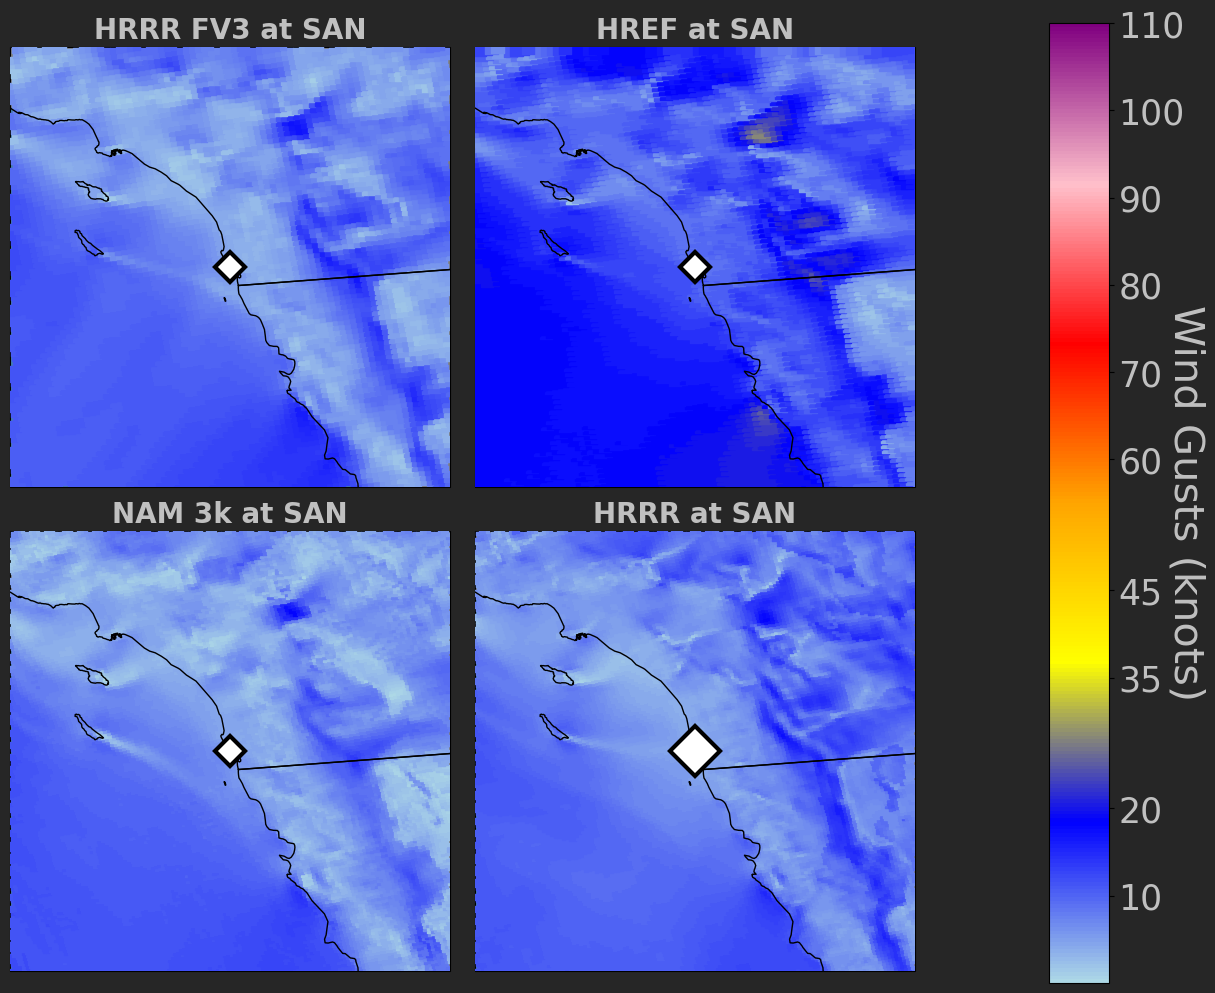 HRRR FV3 at SAN
HREF at SAN
NAM 3k at SAN
HRRR at SAN
110
100
90
80
70
60
45
35
20
10
Wind Gusts (knots)